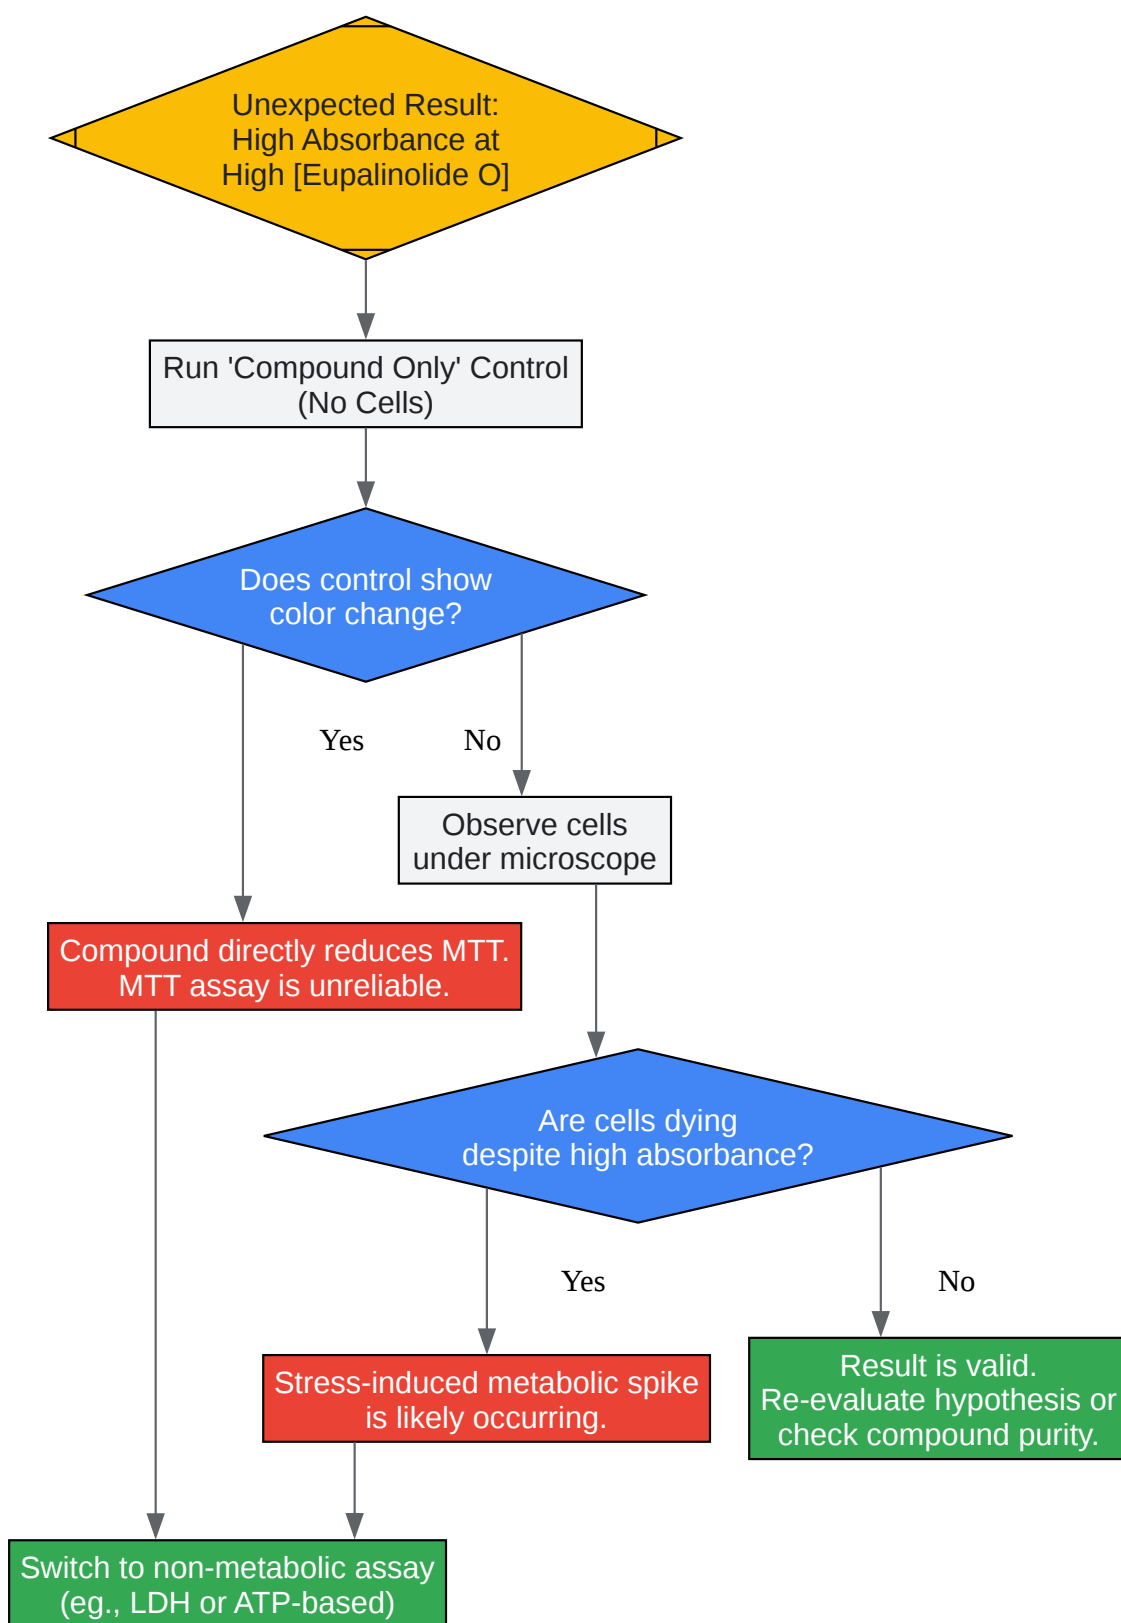 Unexpected Result:
High Absorbance at
High [Eupalinolide O]
Run 'Compound Only' Control
(No Cells)
Does control show
color change?
Yes
No
Observe cells
under microscope
Compound directly reduces MTT.
MTT assay is unreliable.
Are cells dying
despite high absorbance?
Yes
No
Stress-induced metabolic spike
is likely occurring.
Result is valid.
Re-evaluate hypothesis or
check compound purity.
Switch to non-metabolic assay
(eg., LDH or ATP-based)